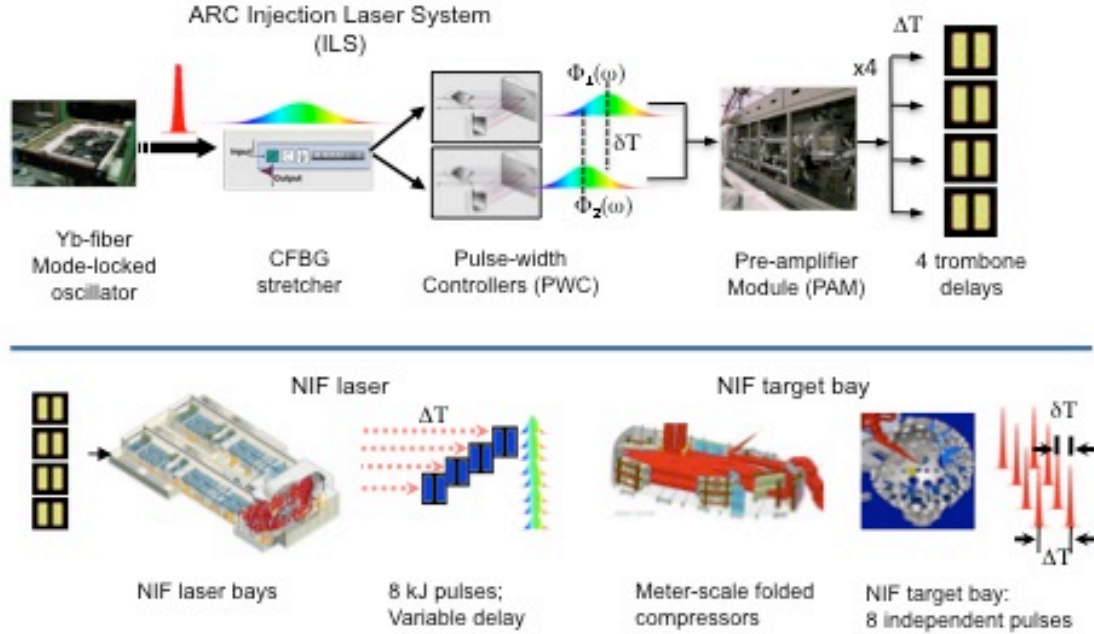 ARC Injection Laser System
(ILS)
ΔT
x4
Φ1(ω)
δT
Φ2(ω)
Input
Output
Yb-fiber
Mode-locked
oscillator
CFBG
stretcher
Pulse-width
Controllers (PWC)
Pre-amplifier
Module (PAM)
4 trombone
delays
NIF laser
NIF target bay
ΔT
δT
ΔT
NIF laser bays
8 kJ pulses;
Variable delay
Meter-scale folded
compressors
NIF target bay:
8 independent pulses